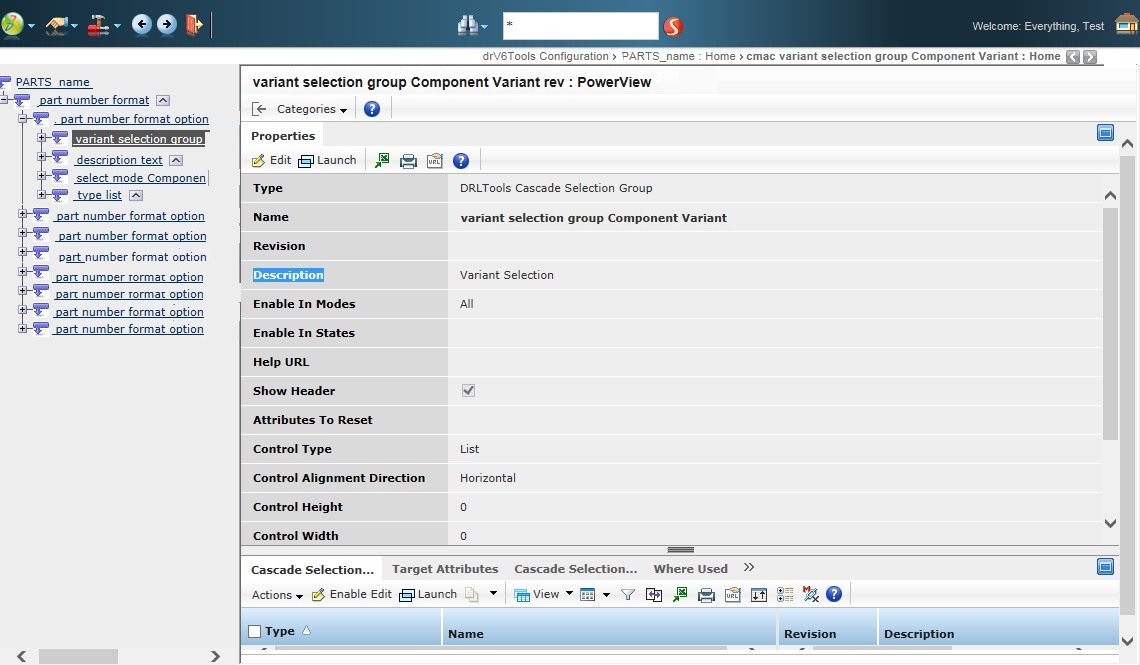 *
Welcome: Everything, Test
drV6Tools Configuration › PARTS_name : Home › cmac variant selection group Component Variant : Home
PARTS name
part number format
. part number format option
variant selection group
description text
select mode Componen
type list
part number format option
part number format option
part number format option
part number format option
part number format option
part number format option
part number format option
variant selection group Component Variant rev : PowerView
Categories
Properties
Edit Launch
Type DRLTools Cascade Selection Group
Name variant selection group Component Variant
Revision
Description Variant Selection
Enable In Modes All
Enable In States
Help URL
Show Header
Attributes To Reset
Control Type List
Control Alignment Direction Horizontal
Control Height 0
Control Width 0
Cascade Selection... Target Attributes Cascade Selection... Where Used »
Actions Enable Edit Launch View
Type Name Revision Description